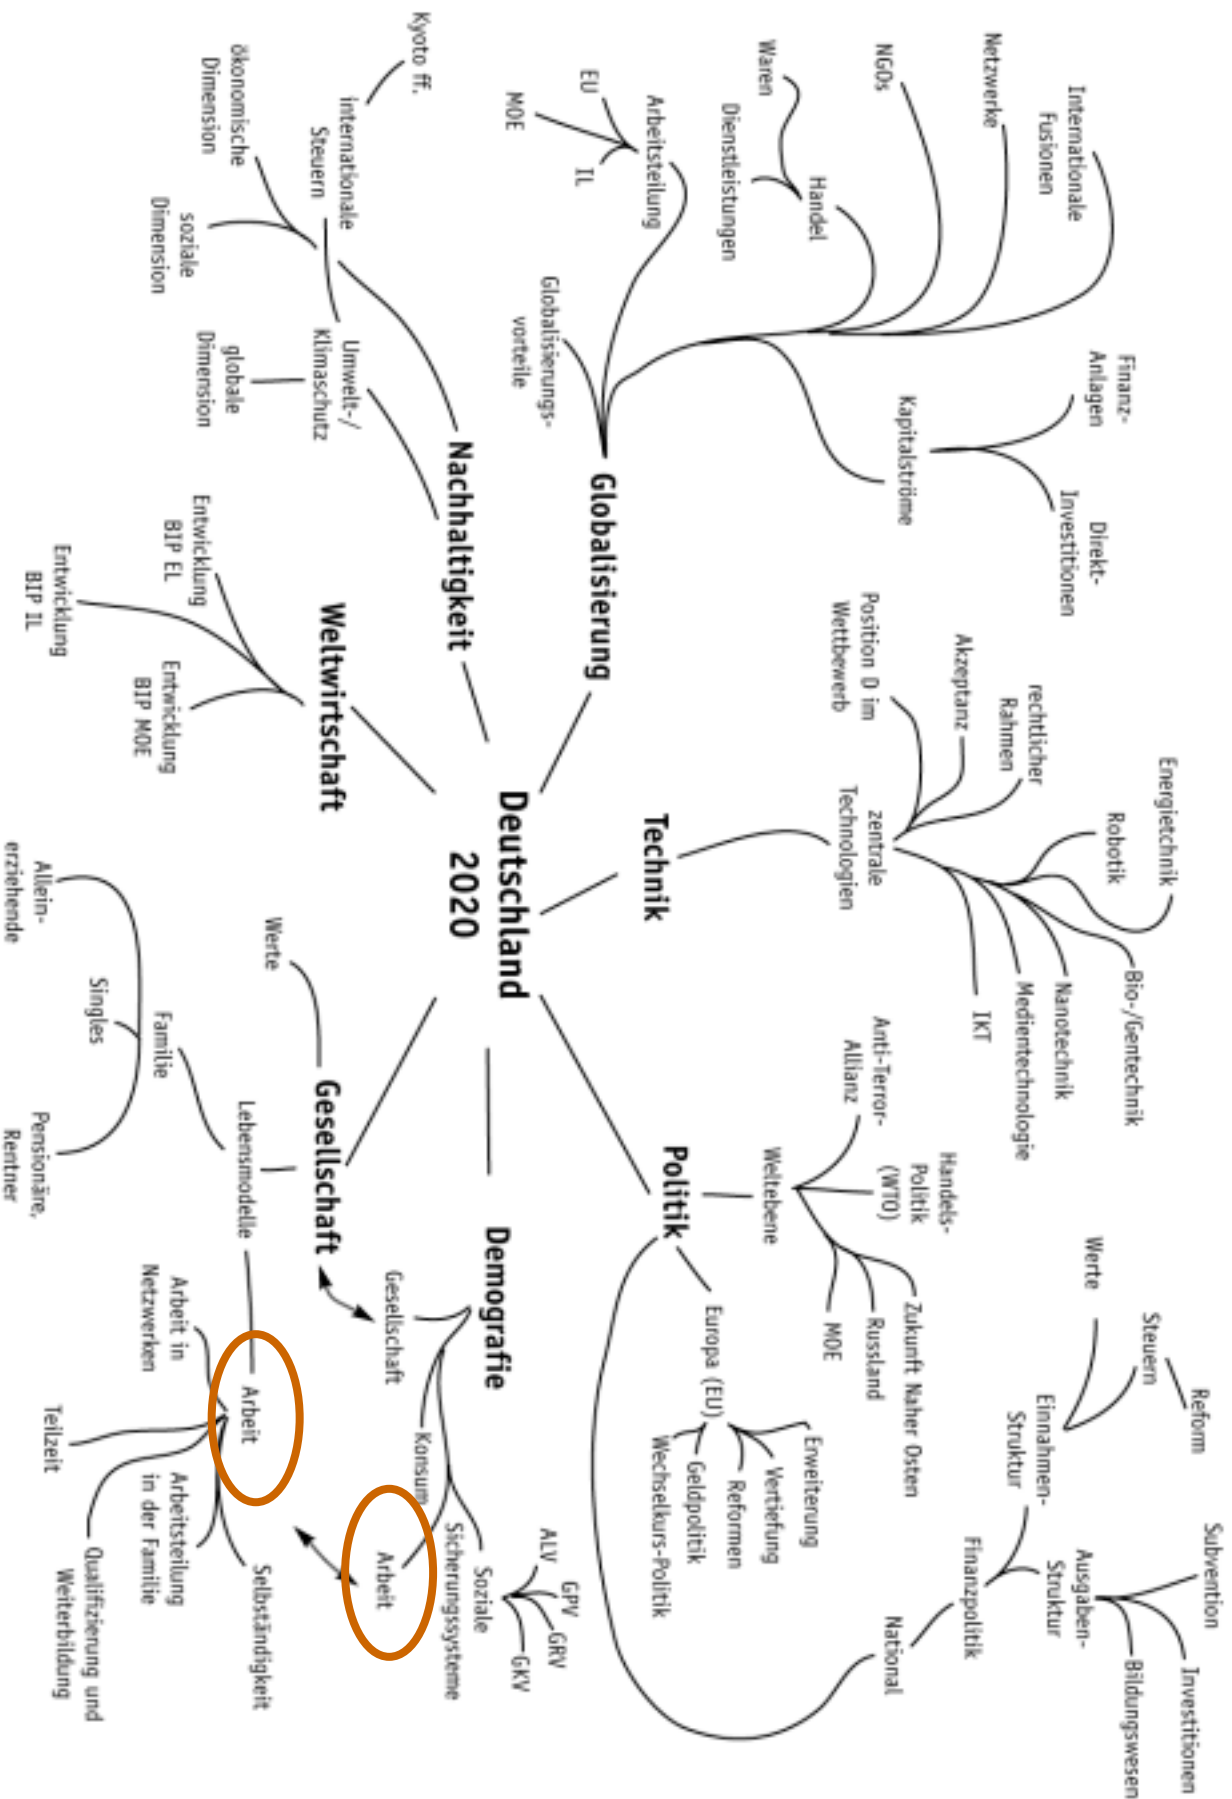 Deutschland
2020
Globalisierung
Globalisierungs-
vorteile
Arbeitsteilung
EU
MOE
IL
Handel
Waren
Dienstleistungen
NGOs
Netzwerke
Internationale
Fusionen
Kapitalströme
Finanz-
Anlagen
Direkt-
Investitionen
Technik
zentrale
Technologien
Position D im
Wettbewerb
Akzeptanz
rechtlicher
Rahmen
Energietchnik
Robotik
Bio-/Gentechnik
Nanotechnik
Medientechnologie
IKT
Politik
Weltebene
Anti-Terror-
Allianz
Handels-
Politik
(WTO)
Zukunft Naher Osten
Russland
MOE
Europa (EU)
Erweiterung
Vertiefung
Reformen
Geldpolitik
Wechselkurs-Politik
National
Finanzpolitik
Einnahmen-
Struktur
Werte
Steuern
Reform
Ausgaben-
Struktur
Subvention
Investitionen
Bildungswesen
Demografie
Gesellschaft
Konsum
Arbeit
Soziale
Sicherungssysteme
ALV
GPV
GRV
GKV
Gesellschaft
Werte
Lebensmodelle
Familie
Allein-
erziehende
Singles
Pensionäre,
Rentner
Arbeit
Arbeit in
Netzwerken
Teilzeit
Qualifizierung und
Weiterbildung
Arbeitsteilung
in der Familie
Selbständigkeit
Weltwirtschaft
Entwicklung
BIP EL
Entwicklung
BIP IL
Entwicklung
BIP MOE
Nachhaltigkeit
Umwelt-/
Klimaschutz
globale
Dimension
internationale
Steuern
Kyoto ff.
ökonomische
Dimension
soziale
Dimension